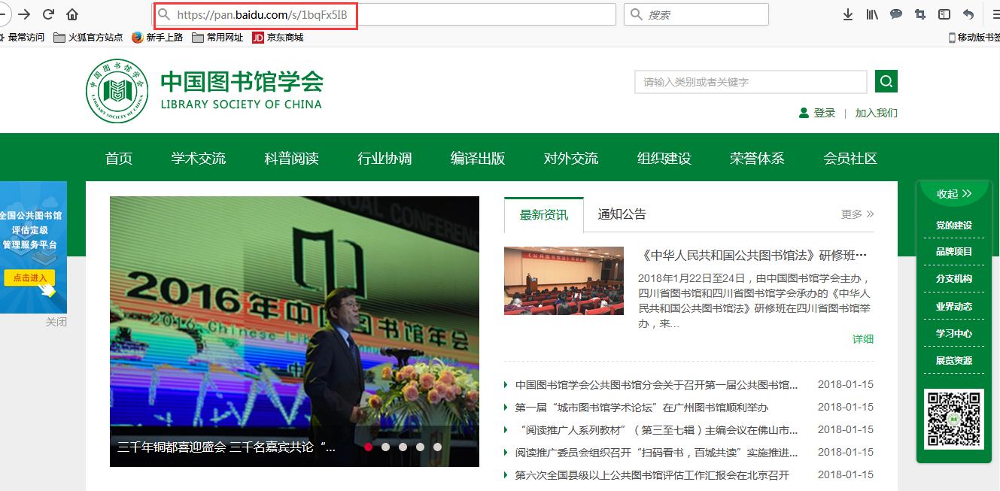 https://pan.baidu.com/s/1bqFx5IB
搜索
最常访问 火狐官方站点 新手上路 常用网址 JD 京东商城 移动版书签
中国图书馆学会
LIBRARY SOCIETY OF CHINA
中国图书馆学会
LIBRARY SOCIETY OF CHINA
请输入类别或者关键字
登录 | 加入我们
首页 学术交流 科普阅读 行业协调 编译出版 对外交流 组织建设 荣誉体系 会员社区
全国公共图书馆
评估定级
管理服务平台
点击进入
关闭
ANNUAL CONFERENCE
2016年中国图书馆年会
2016 Chinese Lib
中
三千年铜都喜迎盛会 三千名嘉宾共论“...
最新资讯 通知公告 更多
《中华人民共和国公共图书馆法》研修班···
2018年1月22日至24日，由中国图书馆学会主办，
四川省图书馆和四川省图书馆学会承办的《中华人
民共和国公共图书馆法》研修班在四川省图书馆举
办，来...
详细
中国图书馆学会公共图书馆分会关于召开第一届公共图书馆... 2018-01-15
第一届“城市图书馆学术论坛”在广州图书馆顺利举办 2018-01-15
“阅读推广人系列教材”（第三至七辑）主编会议在佛山市... 2018-01-15
阅读推广委员会组织召开“扫码看书，百城共读”实施推进... 2018-01-15
第六次全国县级以上公共图书馆评估工作汇报会在北京召开 2018-01-15
收起
党的建设
品牌项目
分支机构
业界动态
学习中心
展览资源